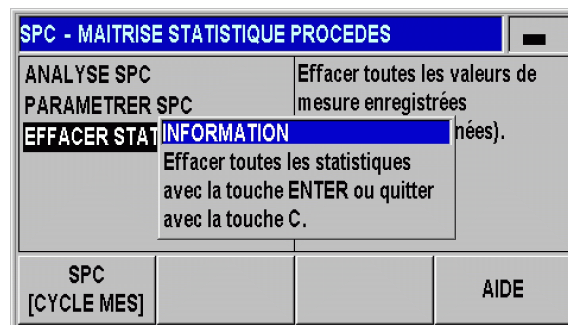 SPC - MAITRISE STATISTIQUE PROCEDES
ANALYSE SPC
PARAMETRER SPC
EFFACER STAT
Effacer toutes les valeurs de
mesure enregistrées
nées).
INFORMATION
Effacer toutes les statistiques
avec la touche ENTER ou quitter
avec la touche C.
SPC
[CYCLE MES]
AIDE